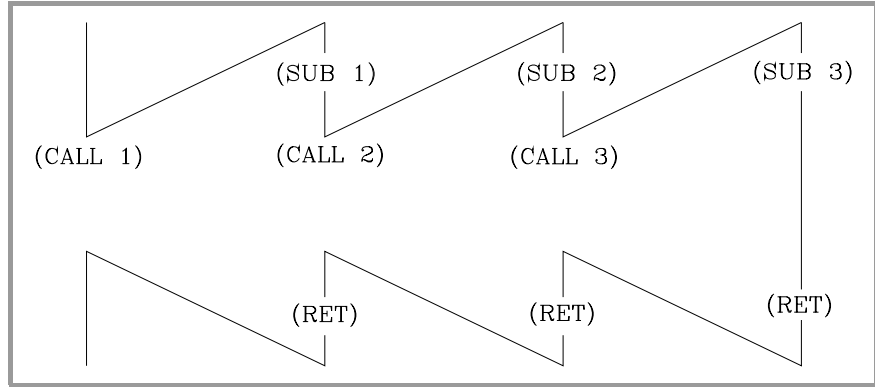 (SUB 1) (SUB 2) (SUB 3)
(CALL 1) (CALL 2) (CALL 3)
(RET) (RET) (RET)